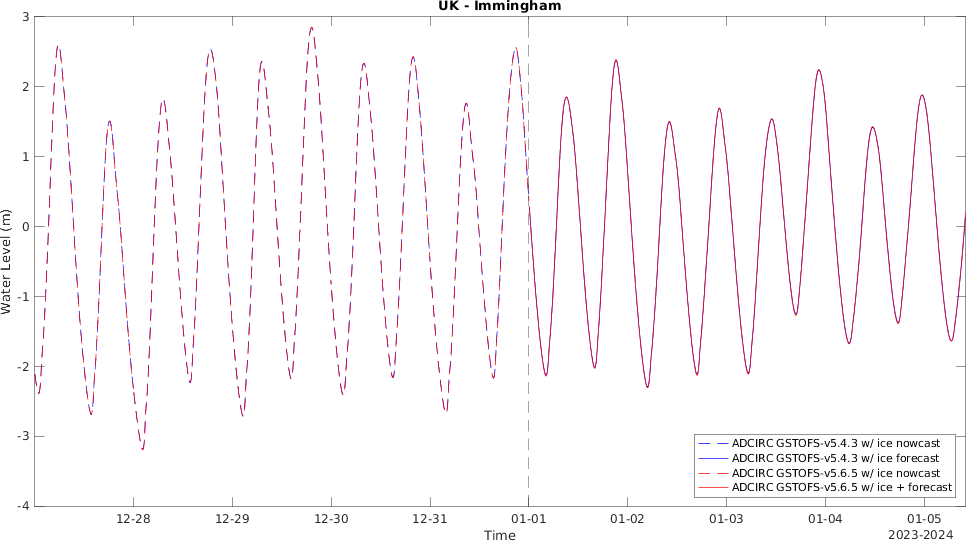 UK - Immingham
3
2
1
0
-1
-2
-3
-4
Water Level (m)
12-28 12-29 12-30 12-31 01-01 01-02 01-03 01-04 01-05
Time
2023-2024
ADCIRC GSTOFS-v5.4.3 w/ ice nowcast
ADCIRC GSTOFS-v5.4.3 w/ ice forecast
ADCIRC GSTOFS-v5.6.5 w/ ice nowcast
ADCIRC GSTOFS-v5.6.5 w/ ice + forecast